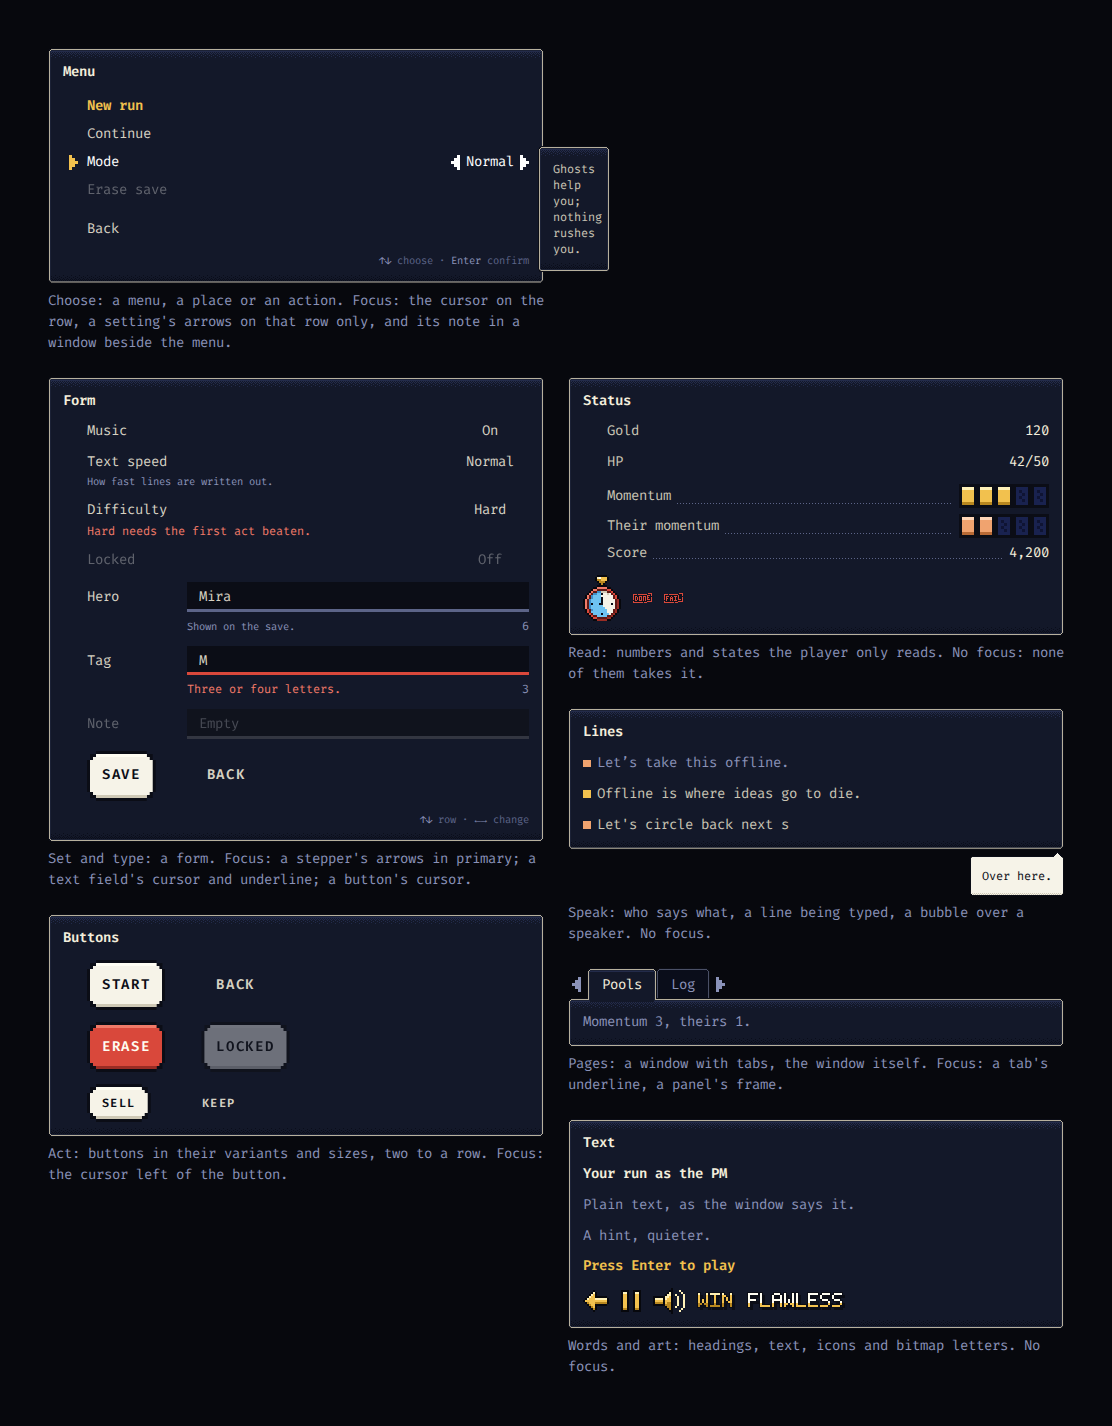 Menu
New run
Continue
Mode Normal
Erase save
Back
↑↓ choose · Enter confirm
Ghosts
help
you;
nothing
rushes
you.
Choose: a menu, a place or an action. Focus: the cursor on the
row, a setting's arrows on that row only, and its note in a
window beside the menu.
Form
Music On
Text speed Normal
How fast lines are written out.
Difficulty Hard
Hard needs the first act beaten.
Locked Off
Hero Mira
Shown on the save. 6
Tag M
Three or four letters. 3
Note Empty
SAVE BACK
↑↓ row · ←→ change
Set and type: a form. Focus: a stepper's arrows in primary; a
text field's cursor and underline; a button's cursor.
Buttons
START BACK
ERASE LOCKED
SELL KEEP
Act: buttons in their variants and sizes, two to a row. Focus:
the cursor left of the button.
Status
Gold 120
HP 42/50
Momentum
Their momentum
Score 4,200
DONE FAIL
Read: numbers and states the player only reads. No focus: none
of them takes it.
Lines
Let’s take this offline.
Offline is where ideas go to die.
Let's circle back next s
Over here.
Speak: who says what, a line being typed, a bubble over a
speaker. No focus.
Pools Log
Momentum 3, theirs 1.
Pages: a window with tabs, the window itself. Focus: a tab's
underline, a panel's frame.
Text
Your run as the PM
Plain text, as the window says it.
A hint, quieter.
Press Enter to play
WIN FLAWLESS
Words and art: headings, text, icons and bitmap letters. No
focus.